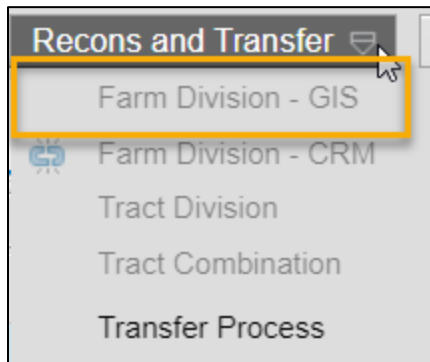 Recons and Transfer
Farm Division - GIS
Farm Division - CRM
Tract Division
Tract Combination
Transfer Process